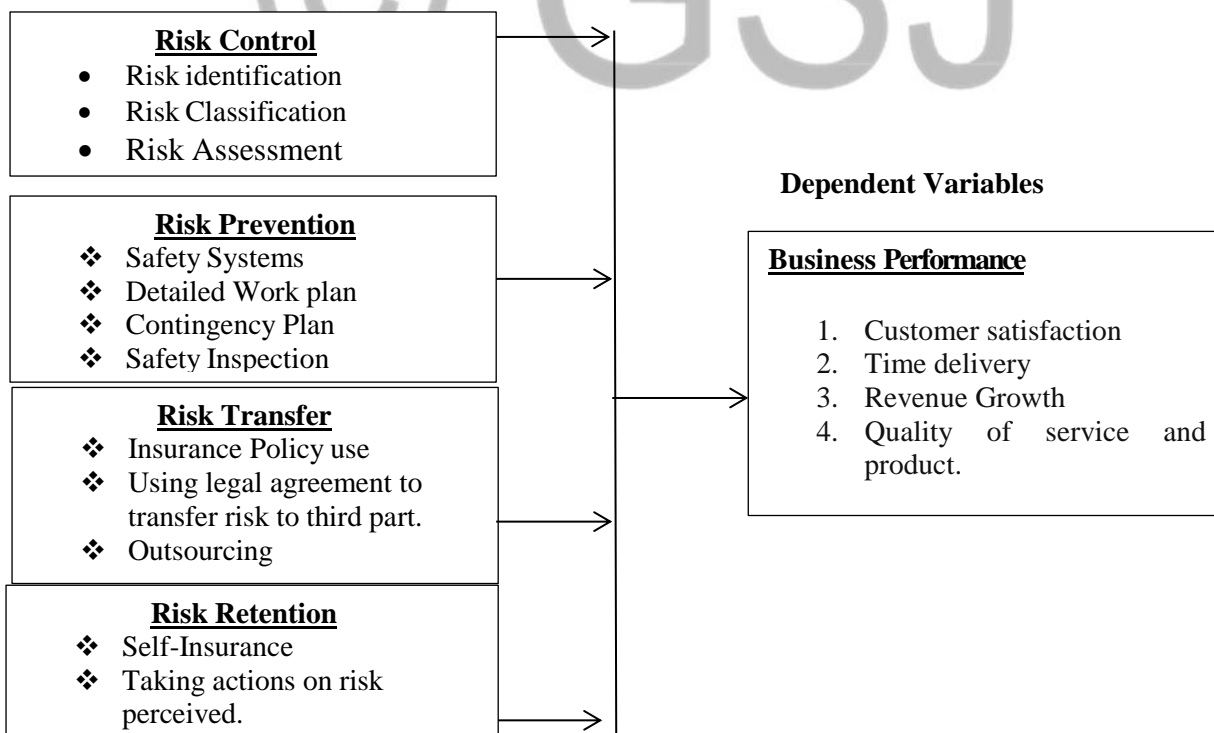 © GSJ
Risk Control
• Risk identification
• Risk Classification
• Risk Assessment
Risk Prevention
❖ Safety Systems
❖ Detailed Work plan
❖ Contingency Plan
❖ Safety Inspection
Risk Transfer
❖ Insurance Policy use
❖ Using legal agreement to
transfer risk to third part.
❖ Outsourcing
Risk Retention
❖ Self-Insurance
❖ Taking actions on risk
perceived.
Dependent Variables
Business Performance
1. Customer satisfaction
2. Time delivery
3. Revenue Growth
4. Quality of service and
product.